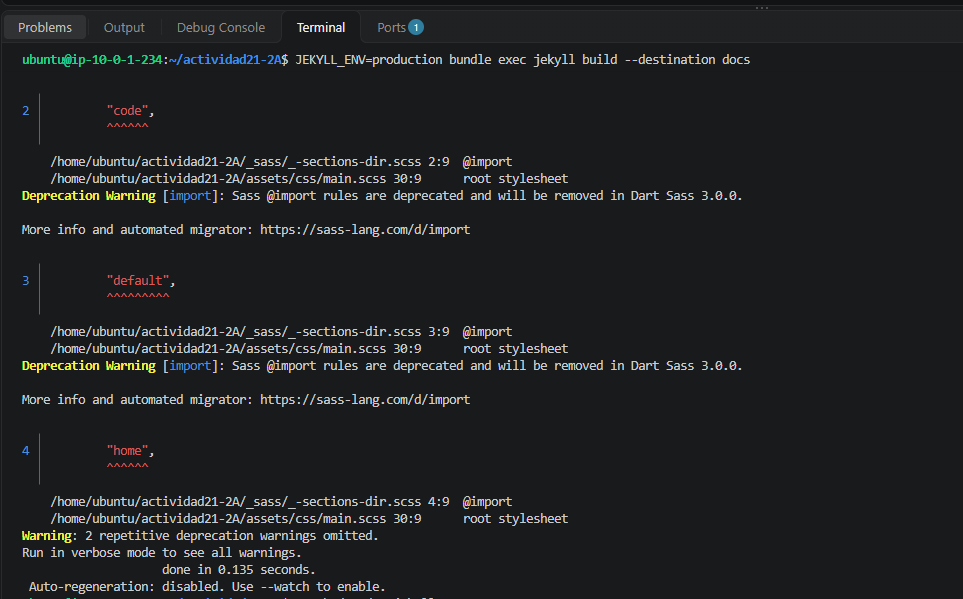 Problems Output Debug Console Terminal Ports 1
ubuntu@ip-10-0-1-234:~/actividad21-2A$ JEKYLL_ENV=production bundle exec jekyll build --destination docs
2 │ "code",
│ ^^^^^^
/home/ubuntu/actividad21-2A/_sass/_-sections-dir.scss 2:9 @import
/home/ubuntu/actividad21-2A/assets/css/main.scss 30:9 root stylesheet
Deprecation Warning [import]: Sass @import rules are deprecated and will be removed in Dart Sass 3.0.0.
More info and automated migrator: https://sass-lang.com/d/import
3 │ "default",
│ ^^^^^^^^^
/home/ubuntu/actividad21-2A/_sass/_-sections-dir.scss 3:9 @import
/home/ubuntu/actividad21-2A/assets/css/main.scss 30:9 root stylesheet
Deprecation Warning [import]: Sass @import rules are deprecated and will be removed in Dart Sass 3.0.0.
More info and automated migrator: https://sass-lang.com/d/import
4 │ "home",
│ ^^^^^^
/home/ubuntu/actividad21-2A/_sass/_-sections-dir.scss 4:9 @import
/home/ubuntu/actividad21-2A/assets/css/main.scss 30:9 root stylesheet
Warning: 2 repetitive deprecation warnings omitted.
Run in verbose mode to see all warnings.
done in 0.135 seconds.
Auto-regeneration: disabled. Use --watch to enable.